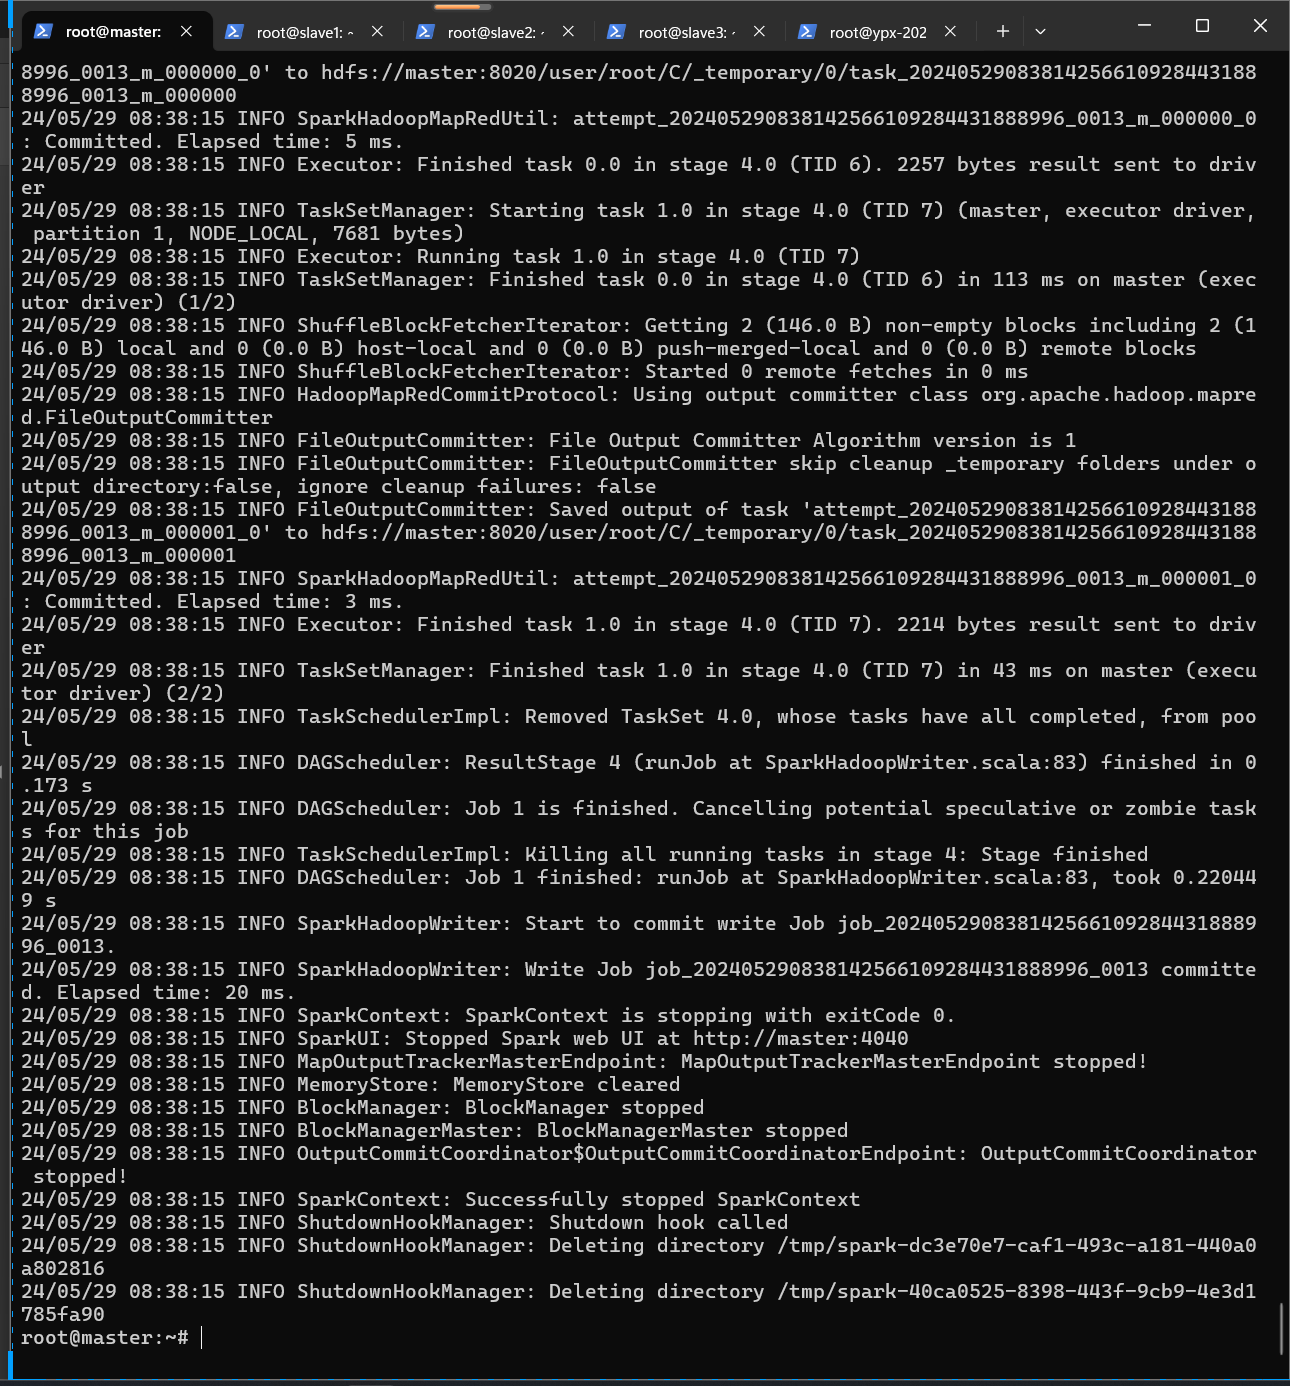 root@master: root@slave1: ~ root@slave2: root@slave3: root@ypx-202
8996_0013_m_000000_0' to hdfs://master:8020/user/root/C/_temporary/0/task_202405290838142566109284431888
8996_0013_m_000000
24/05/29 08:38:15 INFO SparkHadoopMapRedUtil: attempt_202405290838142566109284431888996_0013_m_000000_0
: Committed. Elapsed time: 5 ms.
24/05/29 08:38:15 INFO Executor: Finished task 0.0 in stage 4.0 (TID 6). 2257 bytes result sent to driv
er
24/05/29 08:38:15 INFO TaskSetManager: Starting task 1.0 in stage 4.0 (TID 7) (master, executor driver,
partition 1, NODE_LOCAL, 7681 bytes)
24/05/29 08:38:15 INFO Executor: Running task 1.0 in stage 4.0 (TID 7)
24/05/29 08:38:15 INFO TaskSetManager: Finished task 0.0 in stage 4.0 (TID 6) in 113 ms on master (exec
utor driver) (1/2)
24/05/29 08:38:15 INFO ShuffleBlockFetcherIterator: Getting 2 (146.0 B) non-empty blocks including 2 (1
46.0 B) local and 0 (0.0 B) host-local and 0 (0.0 B) push-merged-local and 0 (0.0 B) remote blocks
24/05/29 08:38:15 INFO ShuffleBlockFetcherIterator: Started 0 remote fetches in 0 ms
24/05/29 08:38:15 INFO HadoopMapRedCommitProtocol: Using output committer class org.apache.hadoop.mapre
d.FileOutputCommitter
24/05/29 08:38:15 INFO FileOutputCommitter: File Output Committer Algorithm version is 1
24/05/29 08:38:15 INFO FileOutputCommitter: FileOutputCommitter skip cleanup _temporary folders under o
utput directory:false, ignore cleanup failures: false
24/05/29 08:38:15 INFO FileOutputCommitter: Saved output of task 'attempt_20240529083814256610928443188
8996_0013_m_000001_0' to hdfs://master:8020/user/root/C/_temporary/0/task_20240529083814256610928443188
8996_0013_m_000001
24/05/29 08:38:15 INFO SparkHadoopMapRedUtil: attempt_202405290838142566109284431888996_0013_m_000001_0
: Committed. Elapsed time: 3 ms.
24/05/29 08:38:15 INFO Executor: Finished task 1.0 in stage 4.0 (TID 7). 2214 bytes result sent to driv
er
24/05/29 08:38:15 INFO TaskSetManager: Finished task 1.0 in stage 4.0 (TID 7) in 43 ms on master (execu
tor driver) (2/2)
24/05/29 08:38:15 INFO TaskSchedulerImpl: Removed TaskSet 4.0, whose tasks have all completed, from poo
l
24/05/29 08:38:15 INFO DAGScheduler: ResultStage 4 (runJob at SparkHadoopWriter.scala:83) finished in 0
.173 s
24/05/29 08:38:15 INFO DAGScheduler: Job 1 is finished. Cancelling potential speculative or zombie task
s for this job
24/05/29 08:38:15 INFO TaskSchedulerImpl: Killing all running tasks in stage 4: Stage finished
24/05/29 08:38:15 INFO DAGScheduler: Job 1 finished: runJob at SparkHadoopWriter.scala:83, took 0.22044
9 s
24/05/29 08:38:15 INFO SparkHadoopWriter: Start to commit write Job job_2024052908381425661092844318889
96_0013.
24/05/29 08:38:15 INFO SparkHadoopWriter: Write Job job_202405290838142566109284431888996_0013 committe
d. Elapsed time: 20 ms.
24/05/29 08:38:15 INFO SparkContext: SparkContext is stopping with exitCode 0.
24/05/29 08:38:15 INFO SparkUI: Stopped Spark web UI at http://master:4040
24/05/29 08:38:15 INFO MapOutputTrackerMasterEndpoint: MapOutputTrackerMasterEndpoint stopped!
24/05/29 08:38:15 INFO MemoryStore: MemoryStore cleared
24/05/29 08:38:15 INFO BlockManager: BlockManager stopped
24/05/29 08:38:15 INFO BlockManagerMaster: BlockManagerMaster stopped
24/05/29 08:38:15 INFO OutputCommitCoordinator$OutputCommitCoordinatorEndpoint: OutputCommitCoordinator
stopped!
24/05/29 08:38:15 INFO SparkContext: Successfully stopped SparkContext
24/05/29 08:38:15 INFO ShutdownHookManager: Shutdown hook called
24/05/29 08:38:15 INFO ShutdownHookManager: Deleting directory /tmp/spark-dc3e70e7-caf1-493c-a181-440a0
a802816
24/05/29 08:38:15 INFO ShutdownHookManager: Deleting directory /tmp/spark-40ca0525-8398-443f-9cb9-4e3d1
785fa90
root@master:~#